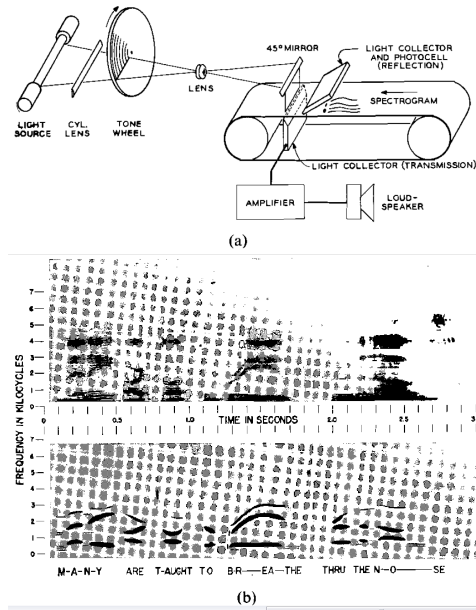 45° MIRROR
LIGHT COLLECTOR
AND PHOTOCELL
(REFLECTION)
LENS
SPECTROGRAM
LIGHT
SOURCE
CYL.
LENS
TONE
WHEEL
LIGHT COLLECTOR (TRANSMISSION)
AMPLIFIER
LOUD-
SPEAKER
(a)
FREQUENCY IN KILOCYCLES
7
6
5
4
3
2
1
0
0 0.5 1.0 1.5 2.0 2.5 3.
TIME IN SECONDS
7
6
5
4
3
2
1
0
M-A-N-Y ARE T-AUGHT TO B-R—EA—THE THRU THE N—O——SE
(b)